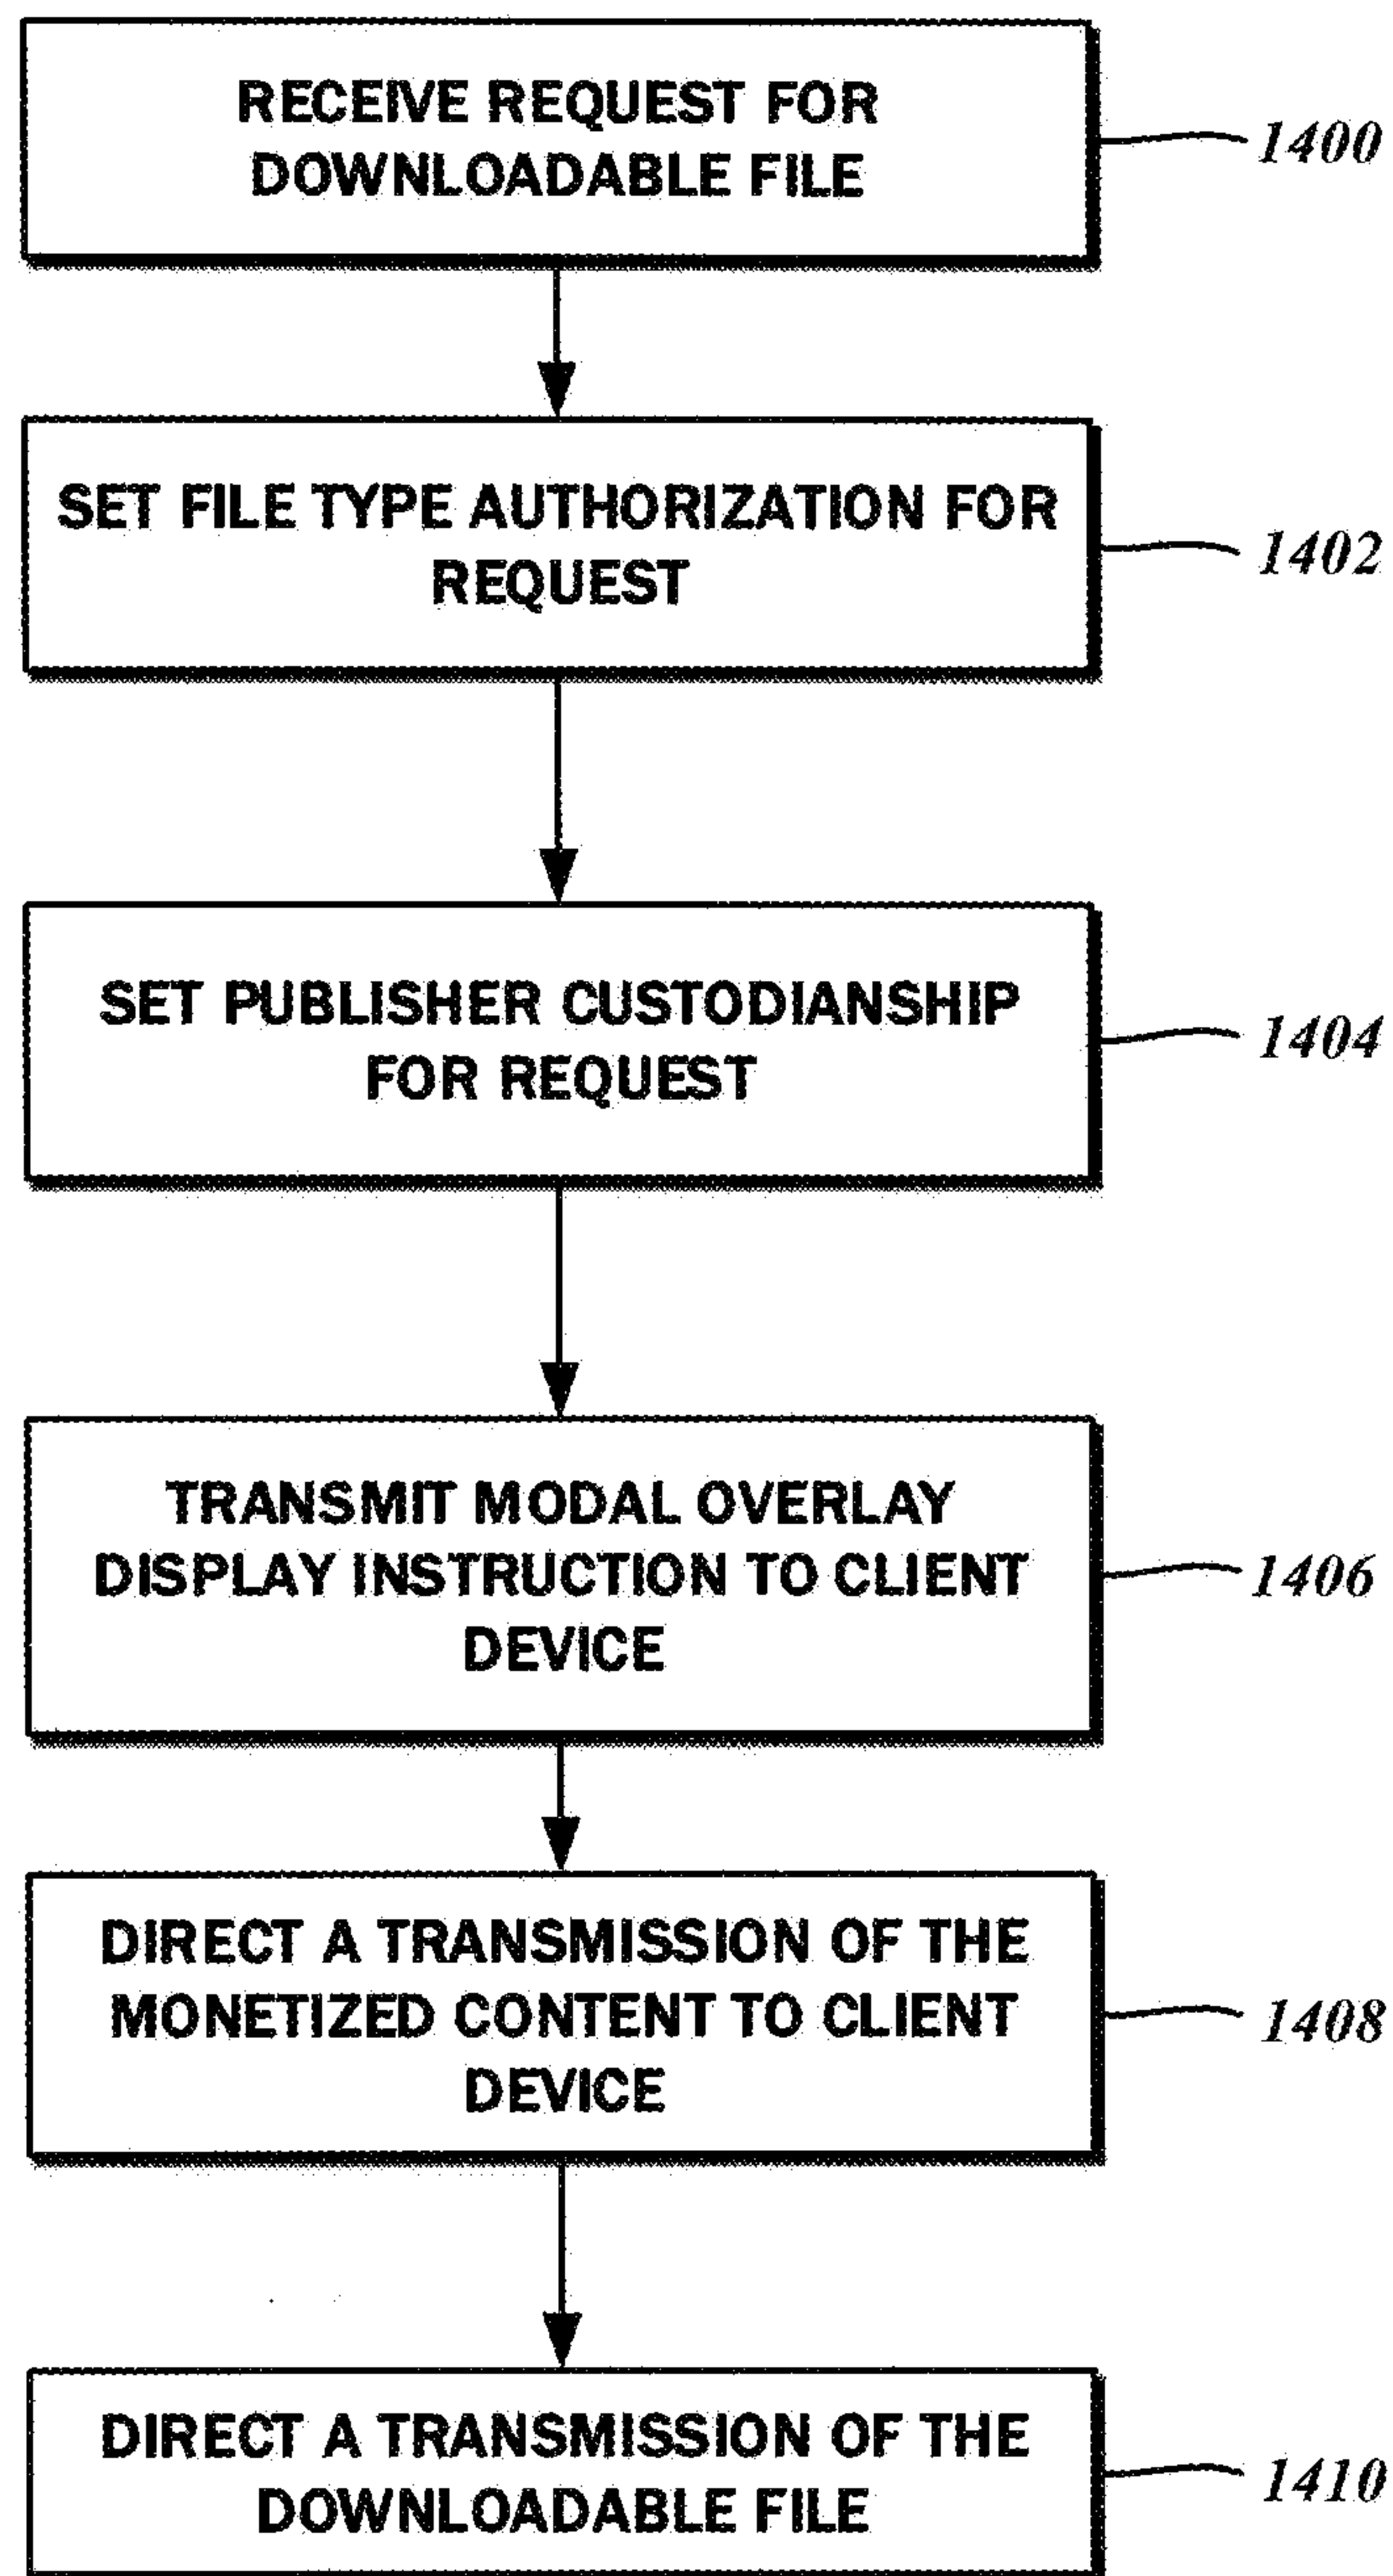 RECEIVE REQUEST FOR
DOWNLOADABLE FILE
1400
SET FILE TYPE AUTHORIZATION FOR
REQUEST
1402
SET PUBLISHER CUSTODIANSHIP
FOR REQUEST
1404
TRANSMIT MODAL OVERLAY
DISPLAY INSTRUCTION TO CLIENT
DEVICE
1406
DIRECT A TRANSMISSION OF THE
MONETIZED CONTENT TO CLIENT
DEVICE
1408
DIRECT A TRANSMISSION OF THE
DOWNLOADABLE FILE
1410